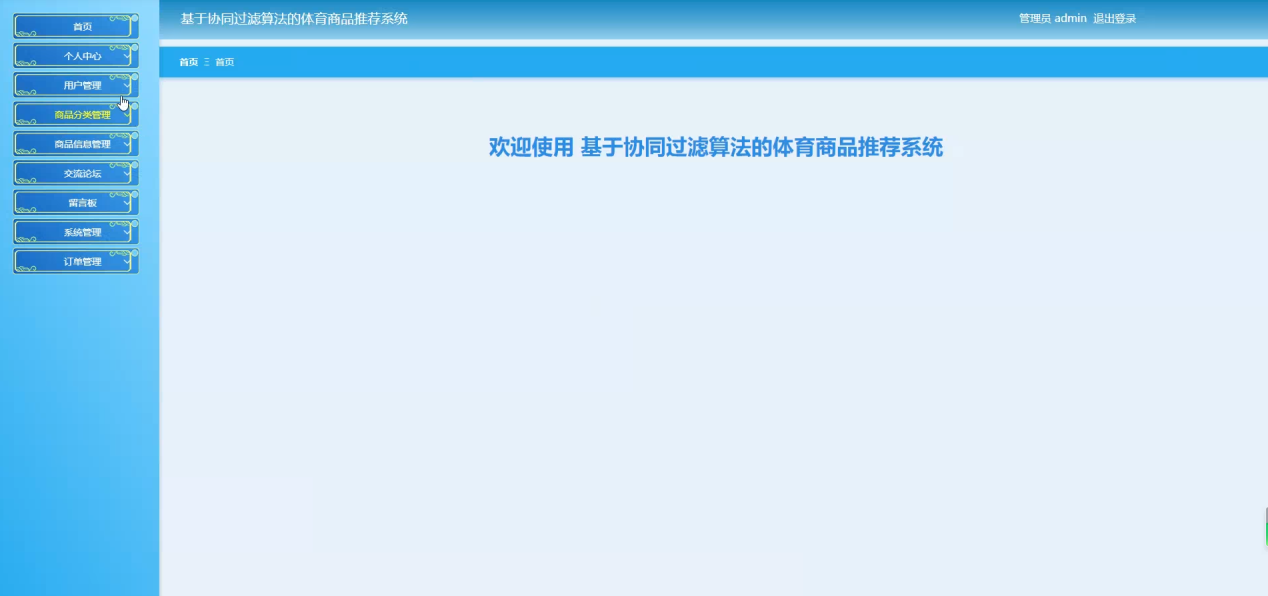 基于协同过滤算法的体育商品推荐系统
管理员 admin 退出登录
首页
个人中心
用户管理
商品分类管理
商品信息管理
交流论坛
留言板
系统管理
订单管理
首页 Ξ 首页
欢迎使用 基于协同过滤算法的体育商品推荐系统